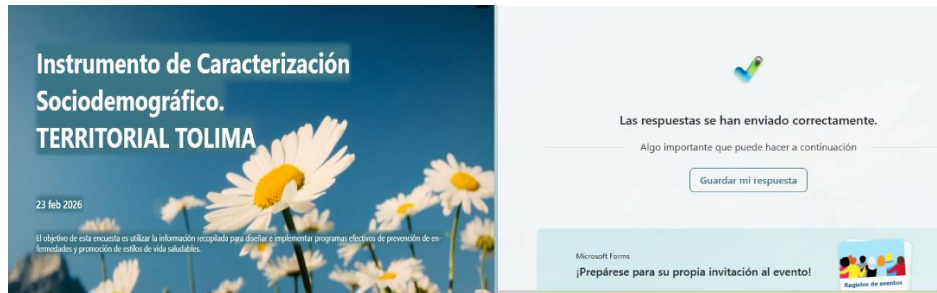 Instrumento de Caracterización
Sociodemográfico.
TERRITORIAL TOLIMA
23 feb 2026
El objetivo de esta encuesta es utilizar la información recopilada para diseñar e implementar programas efectivos de prevención de en-
fermedades y promoción de estilos de vida saludables.
Las respuestas se han enviado correctamente.
Algo importante que puede hacer a continuación
Guardar mi respuesta
Microsoft Forms
¡Prepárese para su propia invitación al evento!
Registro de eventos